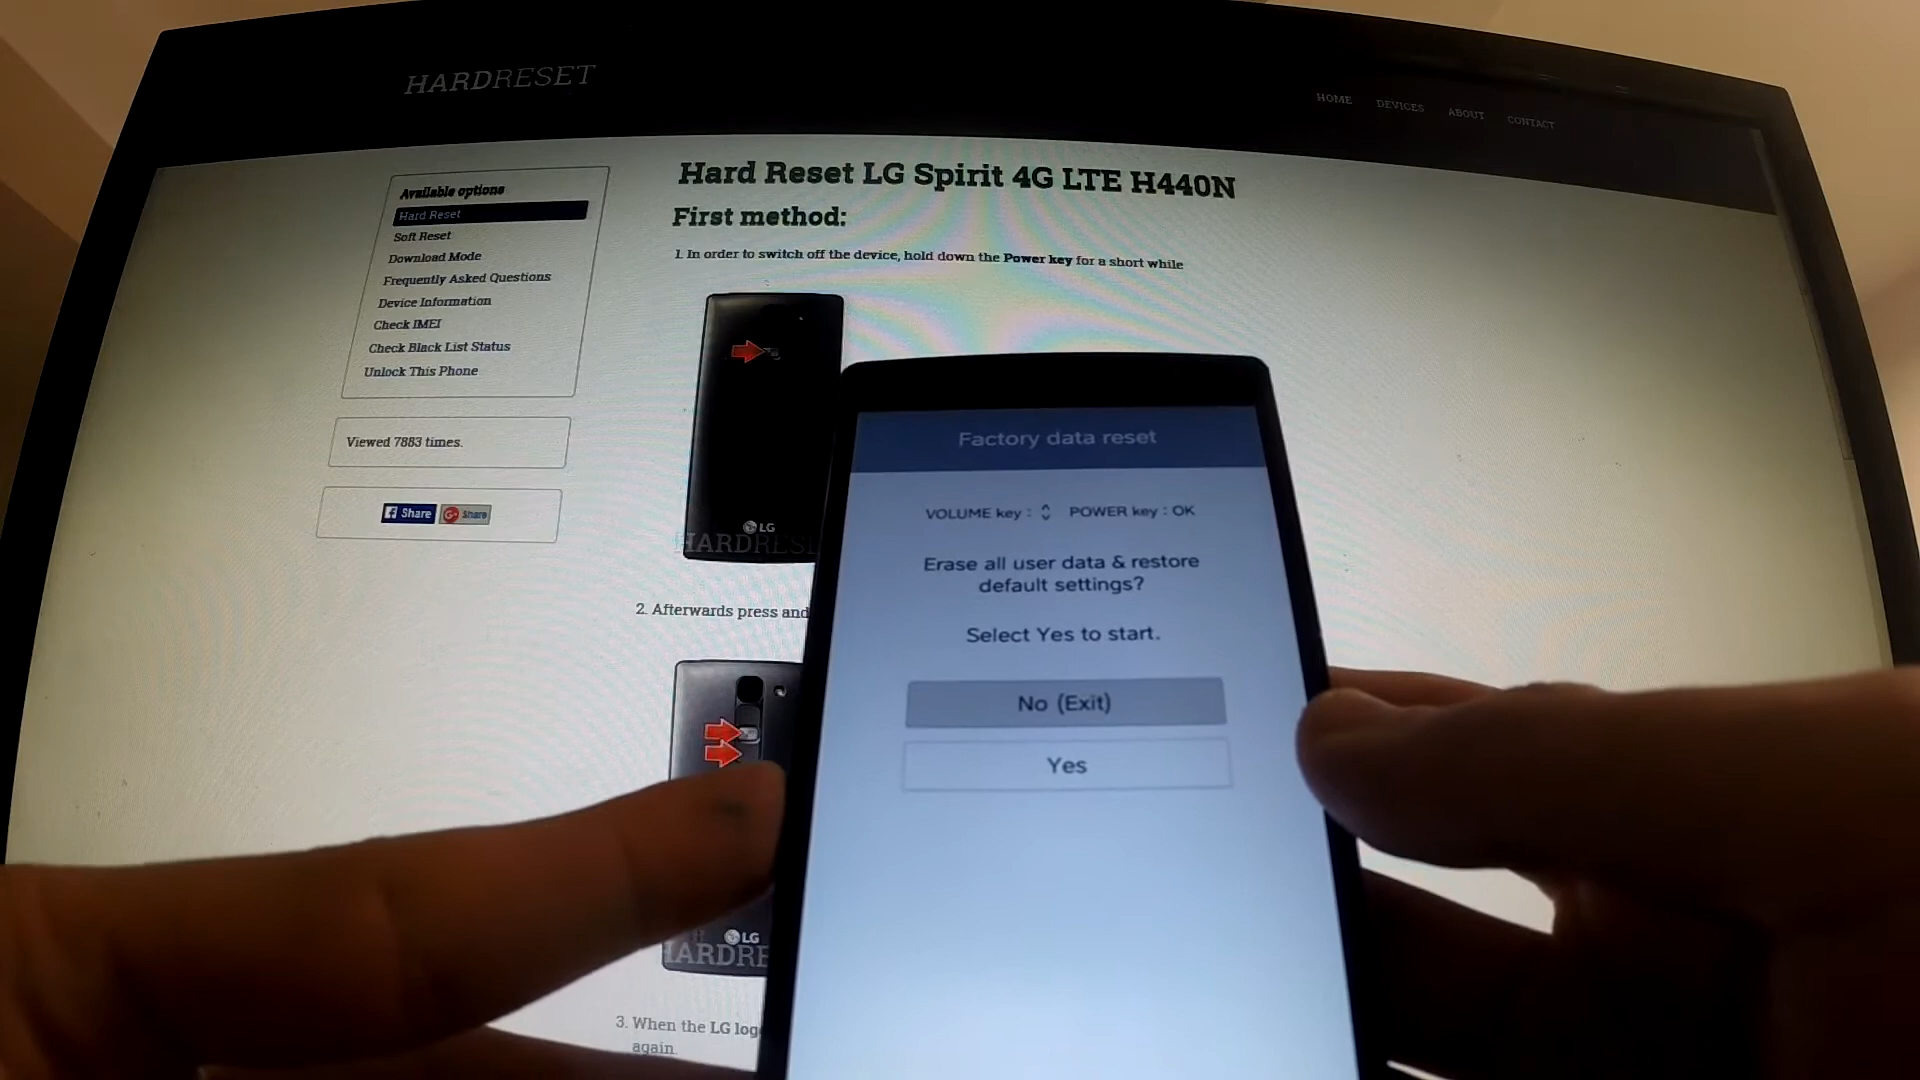 HARDRESET
HOME DEVICES ABOUT CONTACT
Available options
Hard Reset
Soft Reset
Download Mode
Frequently Asked Questions
Device Information
Check IMEI
Check Black List Status
Unlock This Phone
Viewed 7883 times.
Share
Share
Hard Reset LG Spirit 4G LTE H440N
First method:
1. In order to switch off the device, hold down the Power key for a short while
LG
HARDRESE
2. Afterwards press and
LG
HARDRE
3. When the LG log
again.
Factory data reset
VOLUME key : POWER key : OK
Erase all user data & restore
default settings?
Select Yes to start.
No (Exit)
Yes